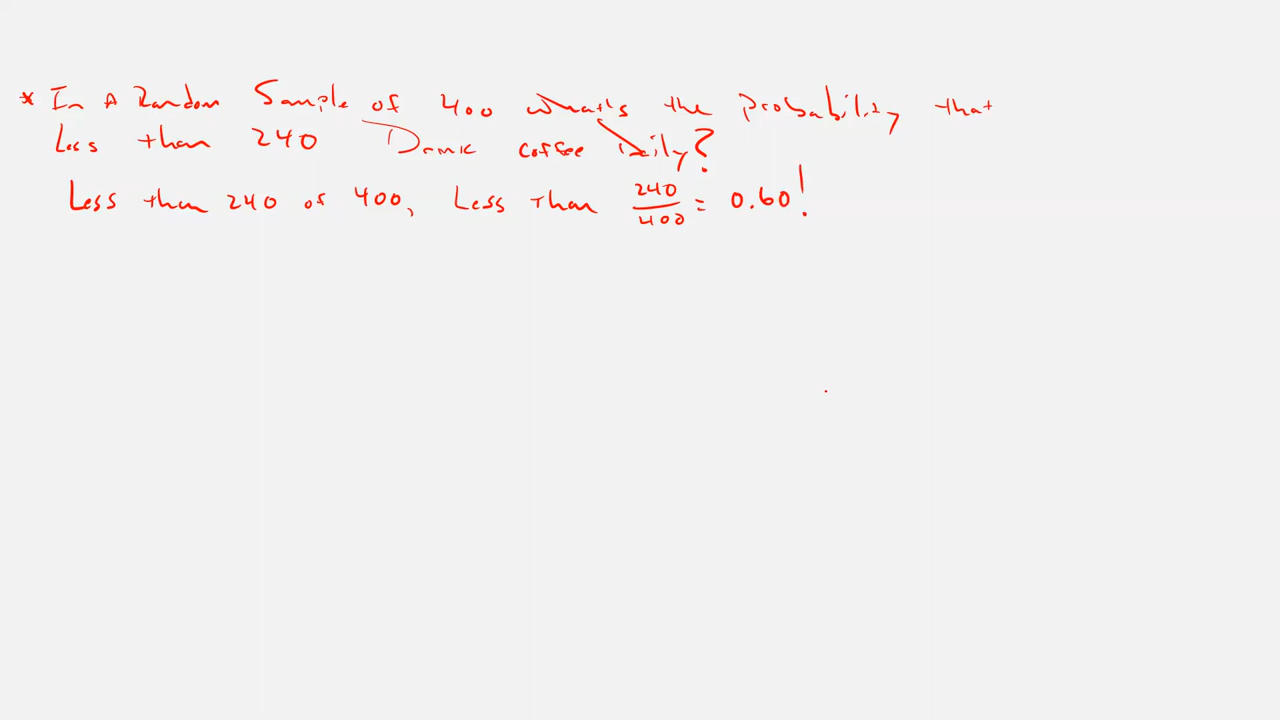 * In A Random Sample of 400 what's the probability that
Less than 240 Drink coffee daily?
Less than 240 of 400, Less than 240/400 = 0.60!